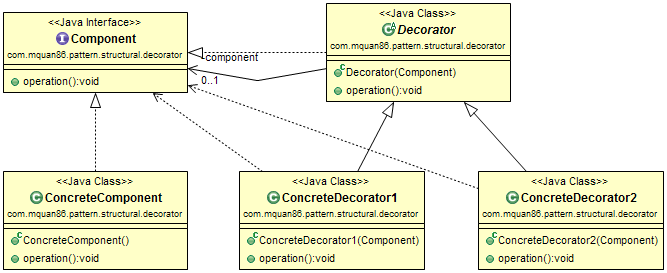 <<Java Interface>>
Component
com.mquan86.pattern.structural.decorator
operation():void
<<Java Class>>
Decorator
com.mquan86.pattern.structural.decorator
Decorator(Component)
operation():void
-component
0..1
<<Java Class>>
ConcreteComponent
com.mquan86.pattern.structural.decorator
ConcreteComponent()
operation():void
<<Java Class>>
ConcreteDecorator1
com.mquan86.pattern.structural.decorator
ConcreteDecorator1(Component)
operation():void
<<Java Class>>
ConcreteDecorator2
com.mquan86.pattern.structural.decorator
ConcreteDecorator2(Component)
operation():void